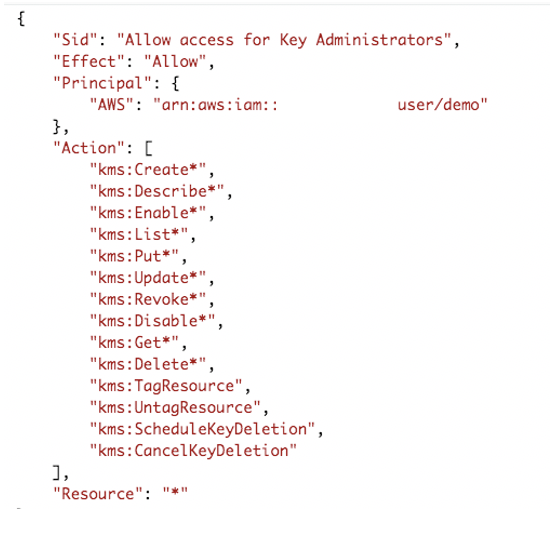 {
"Sid": "Allow access for Key Administrators",
"Effect": "Allow",
"Principal": {
"AWS": "arn:aws:iam:: user/demo"
},
"Action": [
"kms:Create*",
"kms:Describe*",
"kms:Enable*",
"kms:List*",
"kms:Put*",
"kms:Update*",
"kms:Revoke*",
"kms:Disable*",
"kms:Get*",
"kms:Delete*",
"kms:TagResource",
"kms:UntagResource",
"kms:ScheduleKeyDeletion",
"kms:CancelKeyDeletion"
],
"Resource": "*"